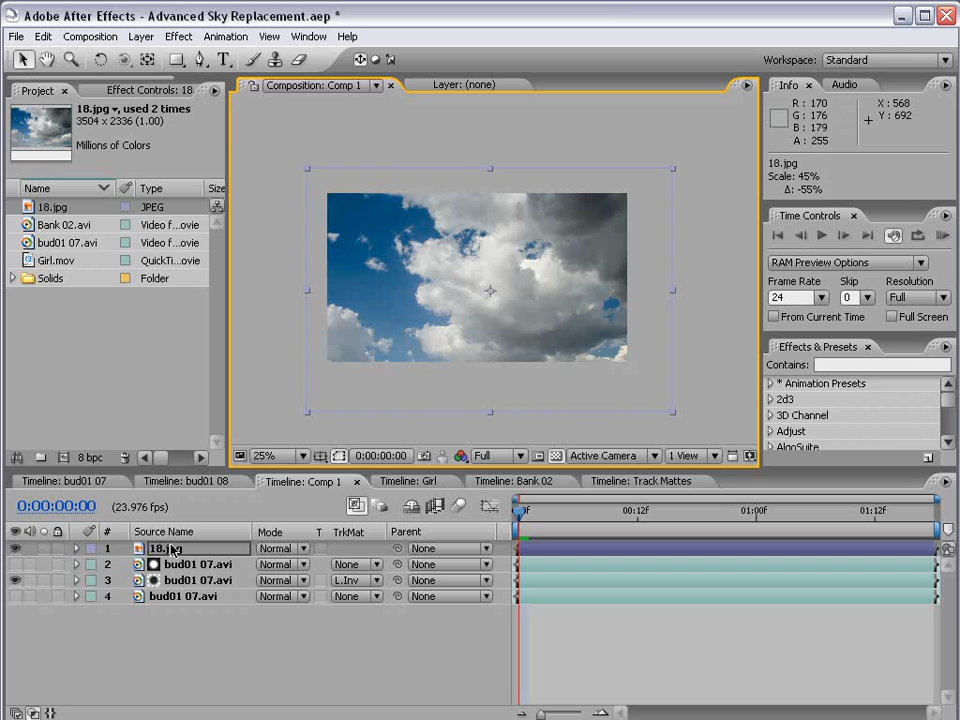 Adobe After Effects - Advanced Sky Replacement.aep *
File Edit Composition Layer Effect Animation View Window Help
Workspace: Standard
Project Effect Controls: 18
Composition: Comp 1
Layer: (none)
Info Audio
18.jpg, used 2 times
3504 x 2336 (1.00)
Millions of Colors
R : 170
G : 176
B : 179
A : 255
X : 568
Y : 692
18.jpg
Scale: 45%
Δ: -55%
Name Type Size
18.jpg JPEG
Bank 02.avi Video f...ovie
bud01 07.avi Video f...ovie
Girl.mov QuickTi...ovie
Solids Folder
Time Controls
RAM Preview Options
Frame Rate Skip Resolution
24 0 Full
From Current Time Full Screen
Effects & Presets
Contains:
* Animation Presets
2d3
3D Channel
Adjust
AlgoSuite
8 bpc
25% 0:00:00:00 Full Active Camera 1 View
Timeline: bud01 07 Timeline: bud01 08 Timeline: Comp 1 Timeline: Girl Timeline: Bank 02 Timeline: Track Mattes
0:00:00:00 (23.976 fps)
00:12f 01:00f 01:12f
# Source Name Mode T TrkMat Parent
1 18.jpg Normal None
2 bud01 07.avi Normal None None
3 bud01 07.avi Normal L.Inv None
4 bud01 07.avi Normal None None